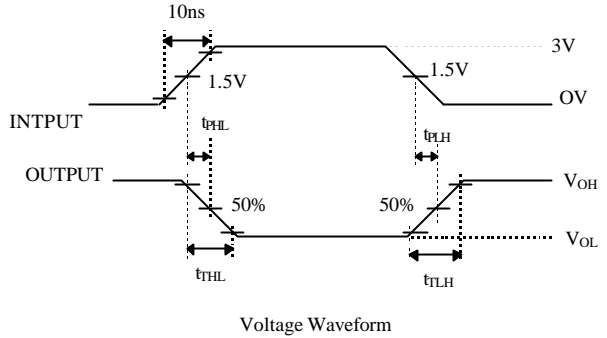 10ns
3V
1.5V
1.5V
OV
INTPUT
tPHL
tPLH
OUTPUT
VOH
50%
50%
VOL
tTHL
tTLH
Voltage Waveform